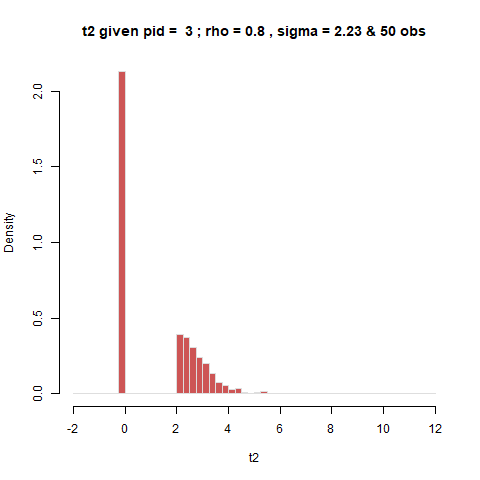 t2 given pid =  3 ; rho = 0.8 , sigma = 2.23 & 50 obs
Density
2.0
1.5
1.0
0.5
0.0
-2 0 2 4 6 8 10 12
t2